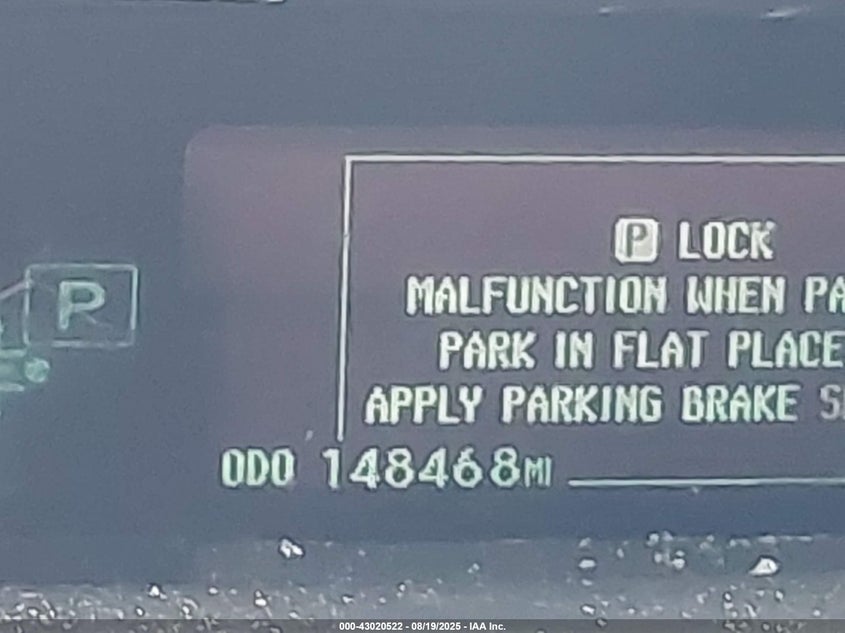 P LOCK
MALFUNCTION WHEN
P
PARK IN FLAT PLACE
APPLY PARKING BRAKE
ODO 148468MI
000-43020522 - 08/19/2025 - IAA Inc.